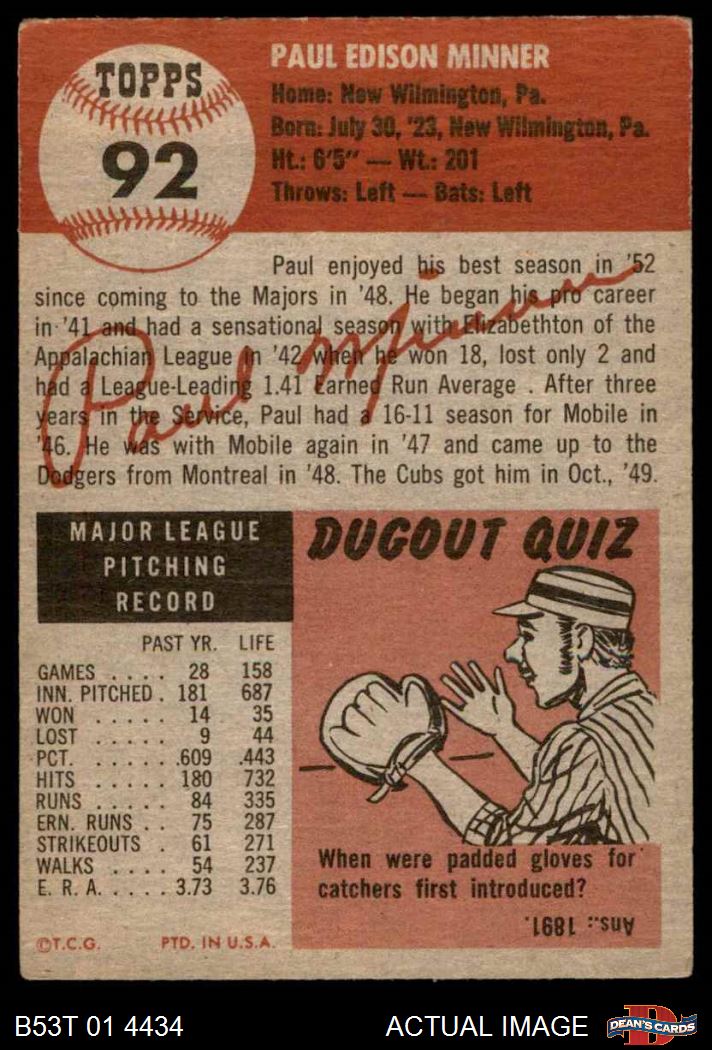 TOPPS
92
PAUL EDISON MINNER
Home: New Wilmington, Pa.
Born: July 30, '23, New Wilmington, Pa.
Ht.: 6'5" — Wt.: 201
Throws: Left — Bats: Left
Paul enjoyed his best season in '52
since coming to the Majors in '48. He began his pro career
in '41 and had a sensational season with Elizabethton of the
Appalachian League in '42 when he won 18, lost only 2 and
had a League-Leading 1.41 Earned Run Average . After three
years in the Service, Paul had a 16-11 season for Mobile in
'46. He was with Mobile again in '47 and came up to the
Dodgers from Montreal in '48. The Cubs got him in Oct., '49.
Paul Minner
MAJOR LEAGUE
PITCHING
RECORD
PAST YR. LIFE
GAMES . . . . 28 158
INN. PITCHED . 181 687
WON . . . . . 14 35
LOST . . . . . 9 44
PCT. . . . . . .609 .443
HITS . . . . . 180 732
RUNS . . . . . 84 335
ERN. RUNS . . 75 287
STRIKEOUTS . 61 271
WALKS . . . . 54 237
E. R. A. . . . . . 3.73 3.76
©T.C.G. PTD. IN U.S.A.
DUGOUT QUIZ
When were padded gloves for
catchers first introduced?
Ans.: 1891.
B53T 01 4434
ACTUAL IMAGE
D
DEAN'S CARDS